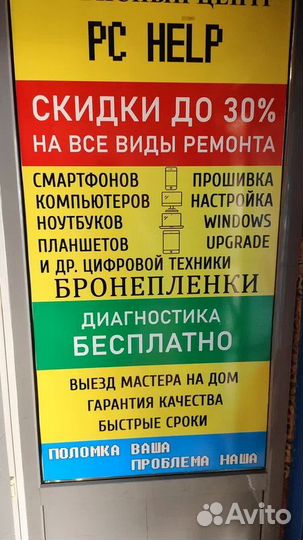 ЦЕНТР
PC HELP
СКИДКИ ДО 30%
НА ВСЕ ВИДЫ РЕМОНТА
СМАРТФОНОВ ПРОШИВКА
КОМПЬЮТЕРОВ НАСТРОЙКА
НОУТБУКОВ WINDOWS
ПЛАНШЕТОВ UPGRADE
И ДР. ЦИФРОВОЙ ТЕХНИКИ
БРОНЕПЛЕНКИ
ДИАГНОСТИКА
БЕСПЛАТНО
ВЫЕЗД МАСТЕРА НА ДОМ
ГАРАНТИЯ КАЧЕСТВА
БЫСТРЫЕ СРОКИ
ПОЛОМКА ВАША
ПРОБЛЕМА НАША
Avito